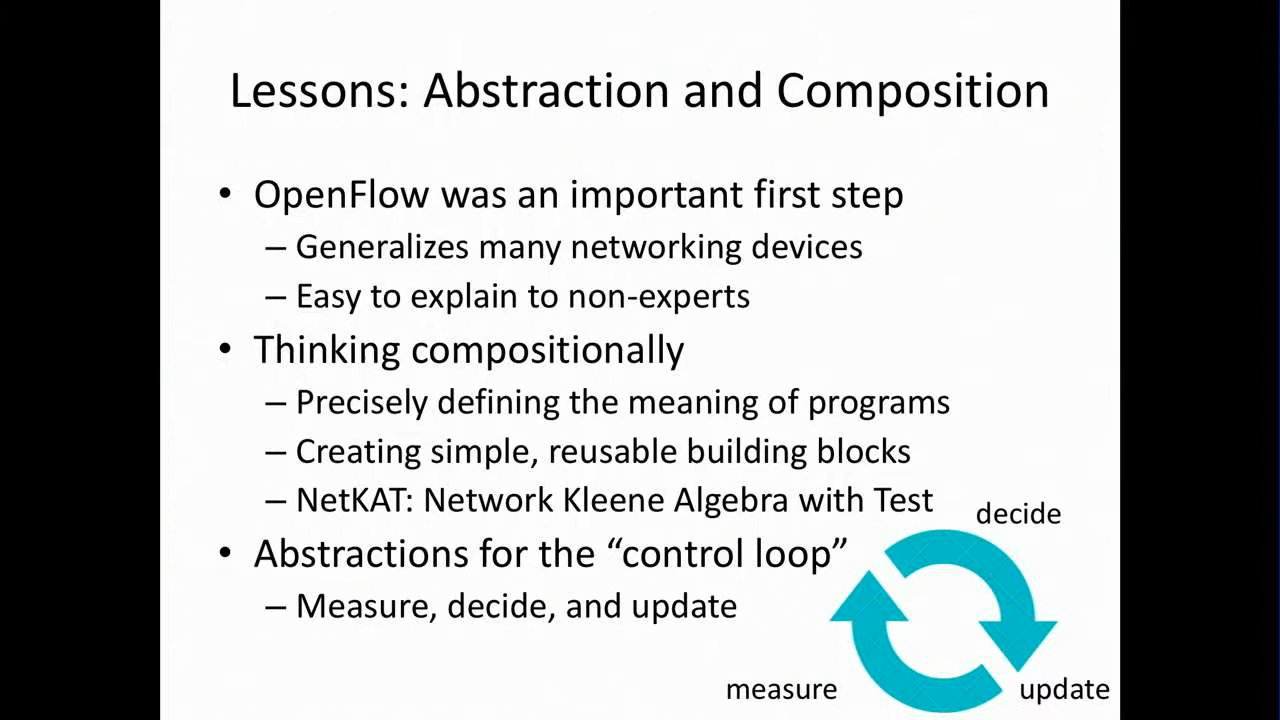 Lessons: Abstraction and Composition
• OpenFlow was an important first step
– Generalizes many networking devices
– Easy to explain to non-experts
• Thinking compositionally
– Precisely defining the meaning of programs
– Creating simple, reusable building blocks
– NetKAT: Network Kleene Algebra with Test
• Abstractions for the “control loop”
– Measure, decide, and update
decide
measure
update